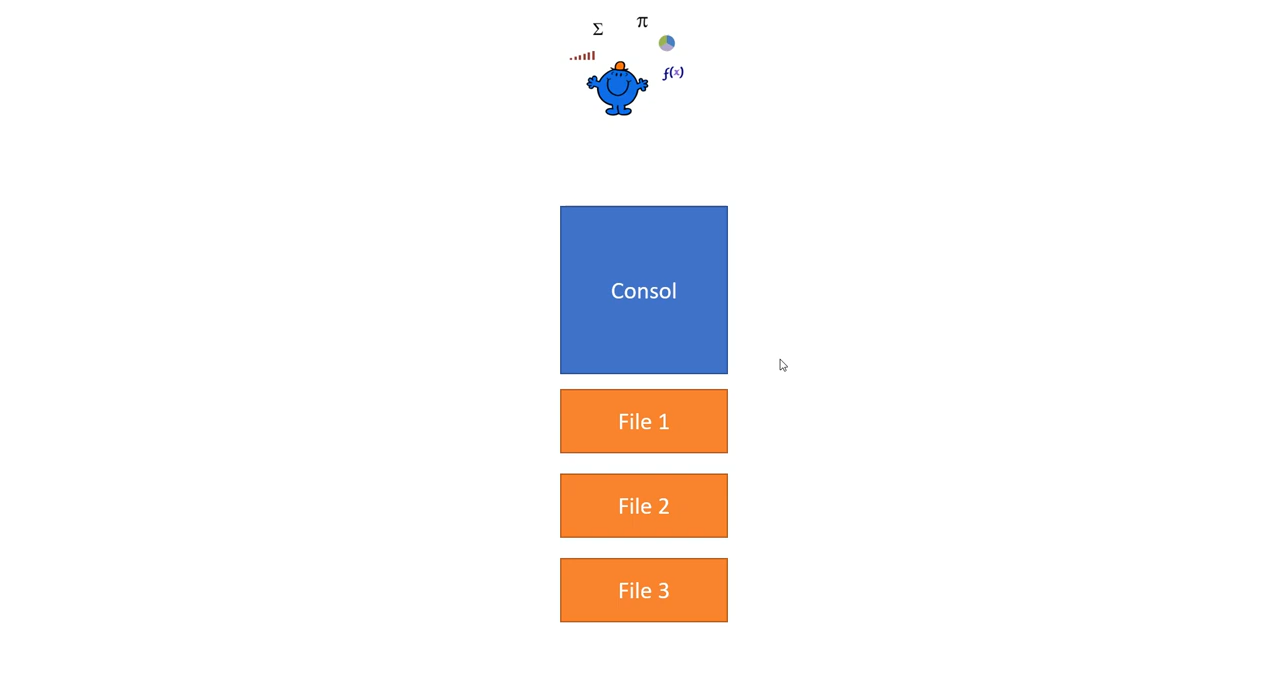 Σ π
f(x)
Consol
File 1
File 2
File 3